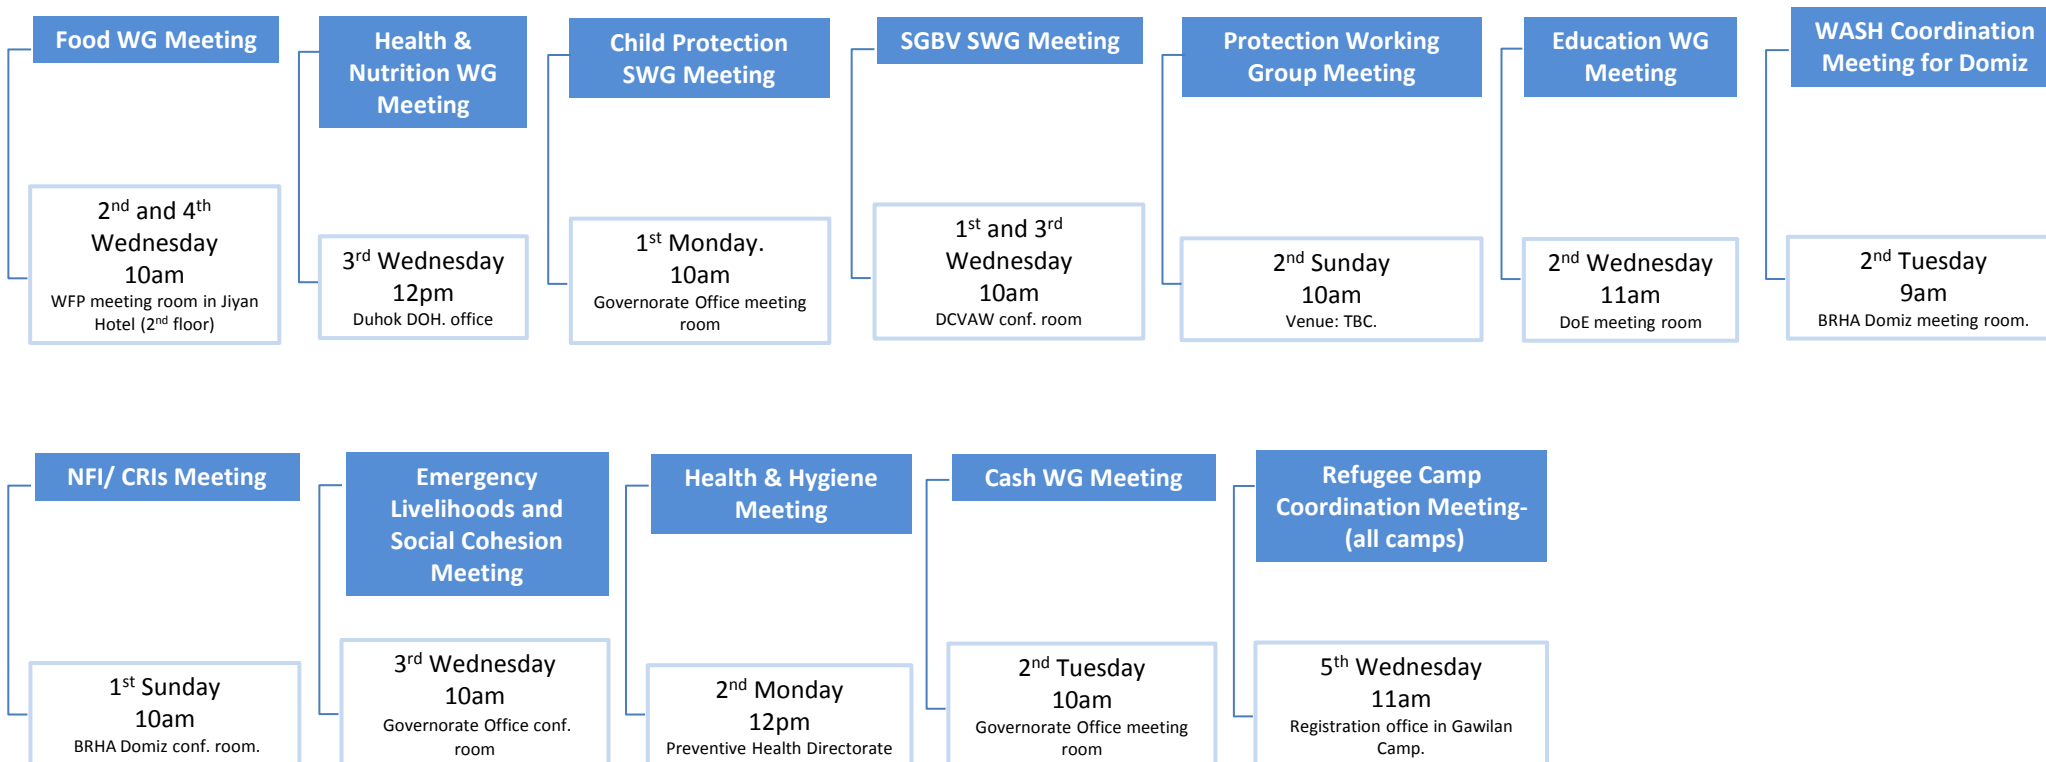 Food WG Meeting
2nd and 4th
Wednesday
10am
WFP meeting room in Jiyan
Hotel (2nd floor)
Health &
Nutrition WG
Meeting
3rd Wednesday
12pm
Duhok DOH. office
Child Protection
SWG Meeting
1st Monday.
10am
Governorate Office meeting
room
SGBV SWG Meeting
1st and 3rd
Wednesday
10am
DCVAW conf. room
Protection Working
Group Meeting
2nd Sunday
10am
Venue: TBC.
Education WG
Meeting
2nd Wednesday
11am
DoE meeting room
WASH Coordination
Meeting for Domiz
2nd Tuesday
9am
BRHA Domiz meeting room.
NFI/ CRIs Meeting
1st Sunday
10am
BRHA Domiz conf. room.
Emergency
Livelihoods and
Social Cohesion
Meeting
3rd Wednesday
10am
Governorate Office conf.
room
Health & Hygiene
Meeting
2nd Monday
12pm
Preventive Health Directorate
Cash WG Meeting
2nd Tuesday
10am
Governorate Office meeting
room
Refugee Camp
Coordination Meeting-
(all camps)
5th Wednesday
11am
Registration office in Gawilan
Camp.